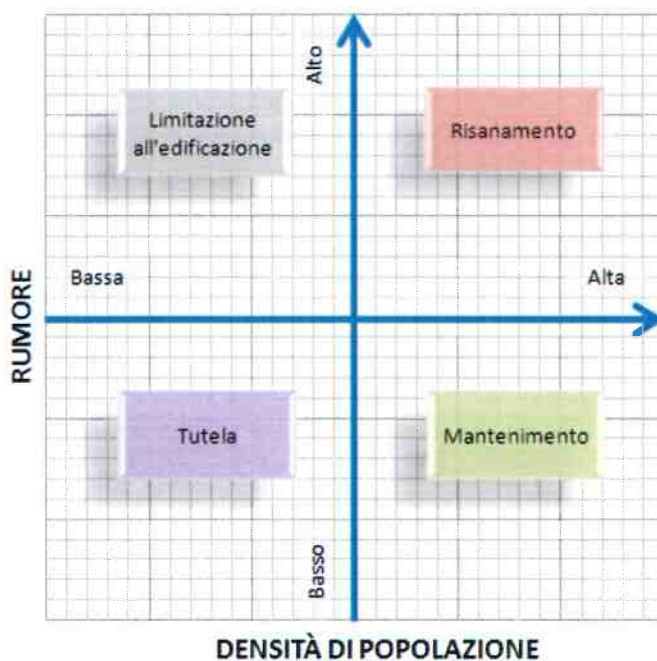 Alto
Limitazione
all'edificazione
Risanamento
RUMORE
Bassa
Alta
Tutela
Mantenimento
Basso
DENSITÀ DI POPOLAZIONE